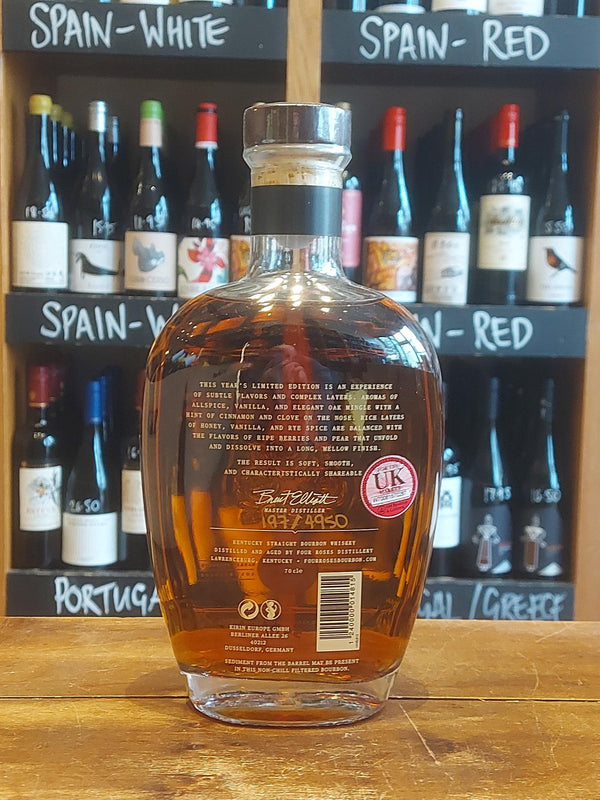 SPAIN-WHITE
SPAIN- RED
SPAIN-W
N-RED
THIS YEAR'S LIMITED EDITION IS AN EXPERIENCE
OF SUBTLE FLAVORS AND COMPLEX LAYERS. AROMAS OF
ALLSPICE, VANILLA, AND ELEGANT OAK MINGLE WITH A
HINT OF CINNAMON AND CLOVE ON THE NOSE. RICH LAYERS
OF HONEY, VANILLA, AND RYE SPICE ARE BALANCED WITH
THE FLAVORS OF RIPE BERRIES AND PEAR THAT UNFOLD
AND DISSOLVE INTO A LONG, MELLOW FINISH.
THE RESULT IS SOFT, SMOOTH,
AND CHARACTERISTICALLY SHAREABLE
UK
Brent Elliott
MASTER DISTILLER
197/4950
KENTUCKY STRAIGHT BOURBON WHISKEY
DISTILLED AND AGED BY FOUR ROSES DISTILLERY
LAWRENCEBURG, KENTUCKY • FOURROSESBOURBON.COM
70 cl e
PORTUGA
GAL/GREECE
KIRIN EUROPE GMBH
BERLINER ALLEE 26
40212
DUSSELDORF, GERMANY
SEDIMENT FROM THE BARREL MAY BE PRESENT
IN THIS NON-CHILL FILTERED BOURBON.